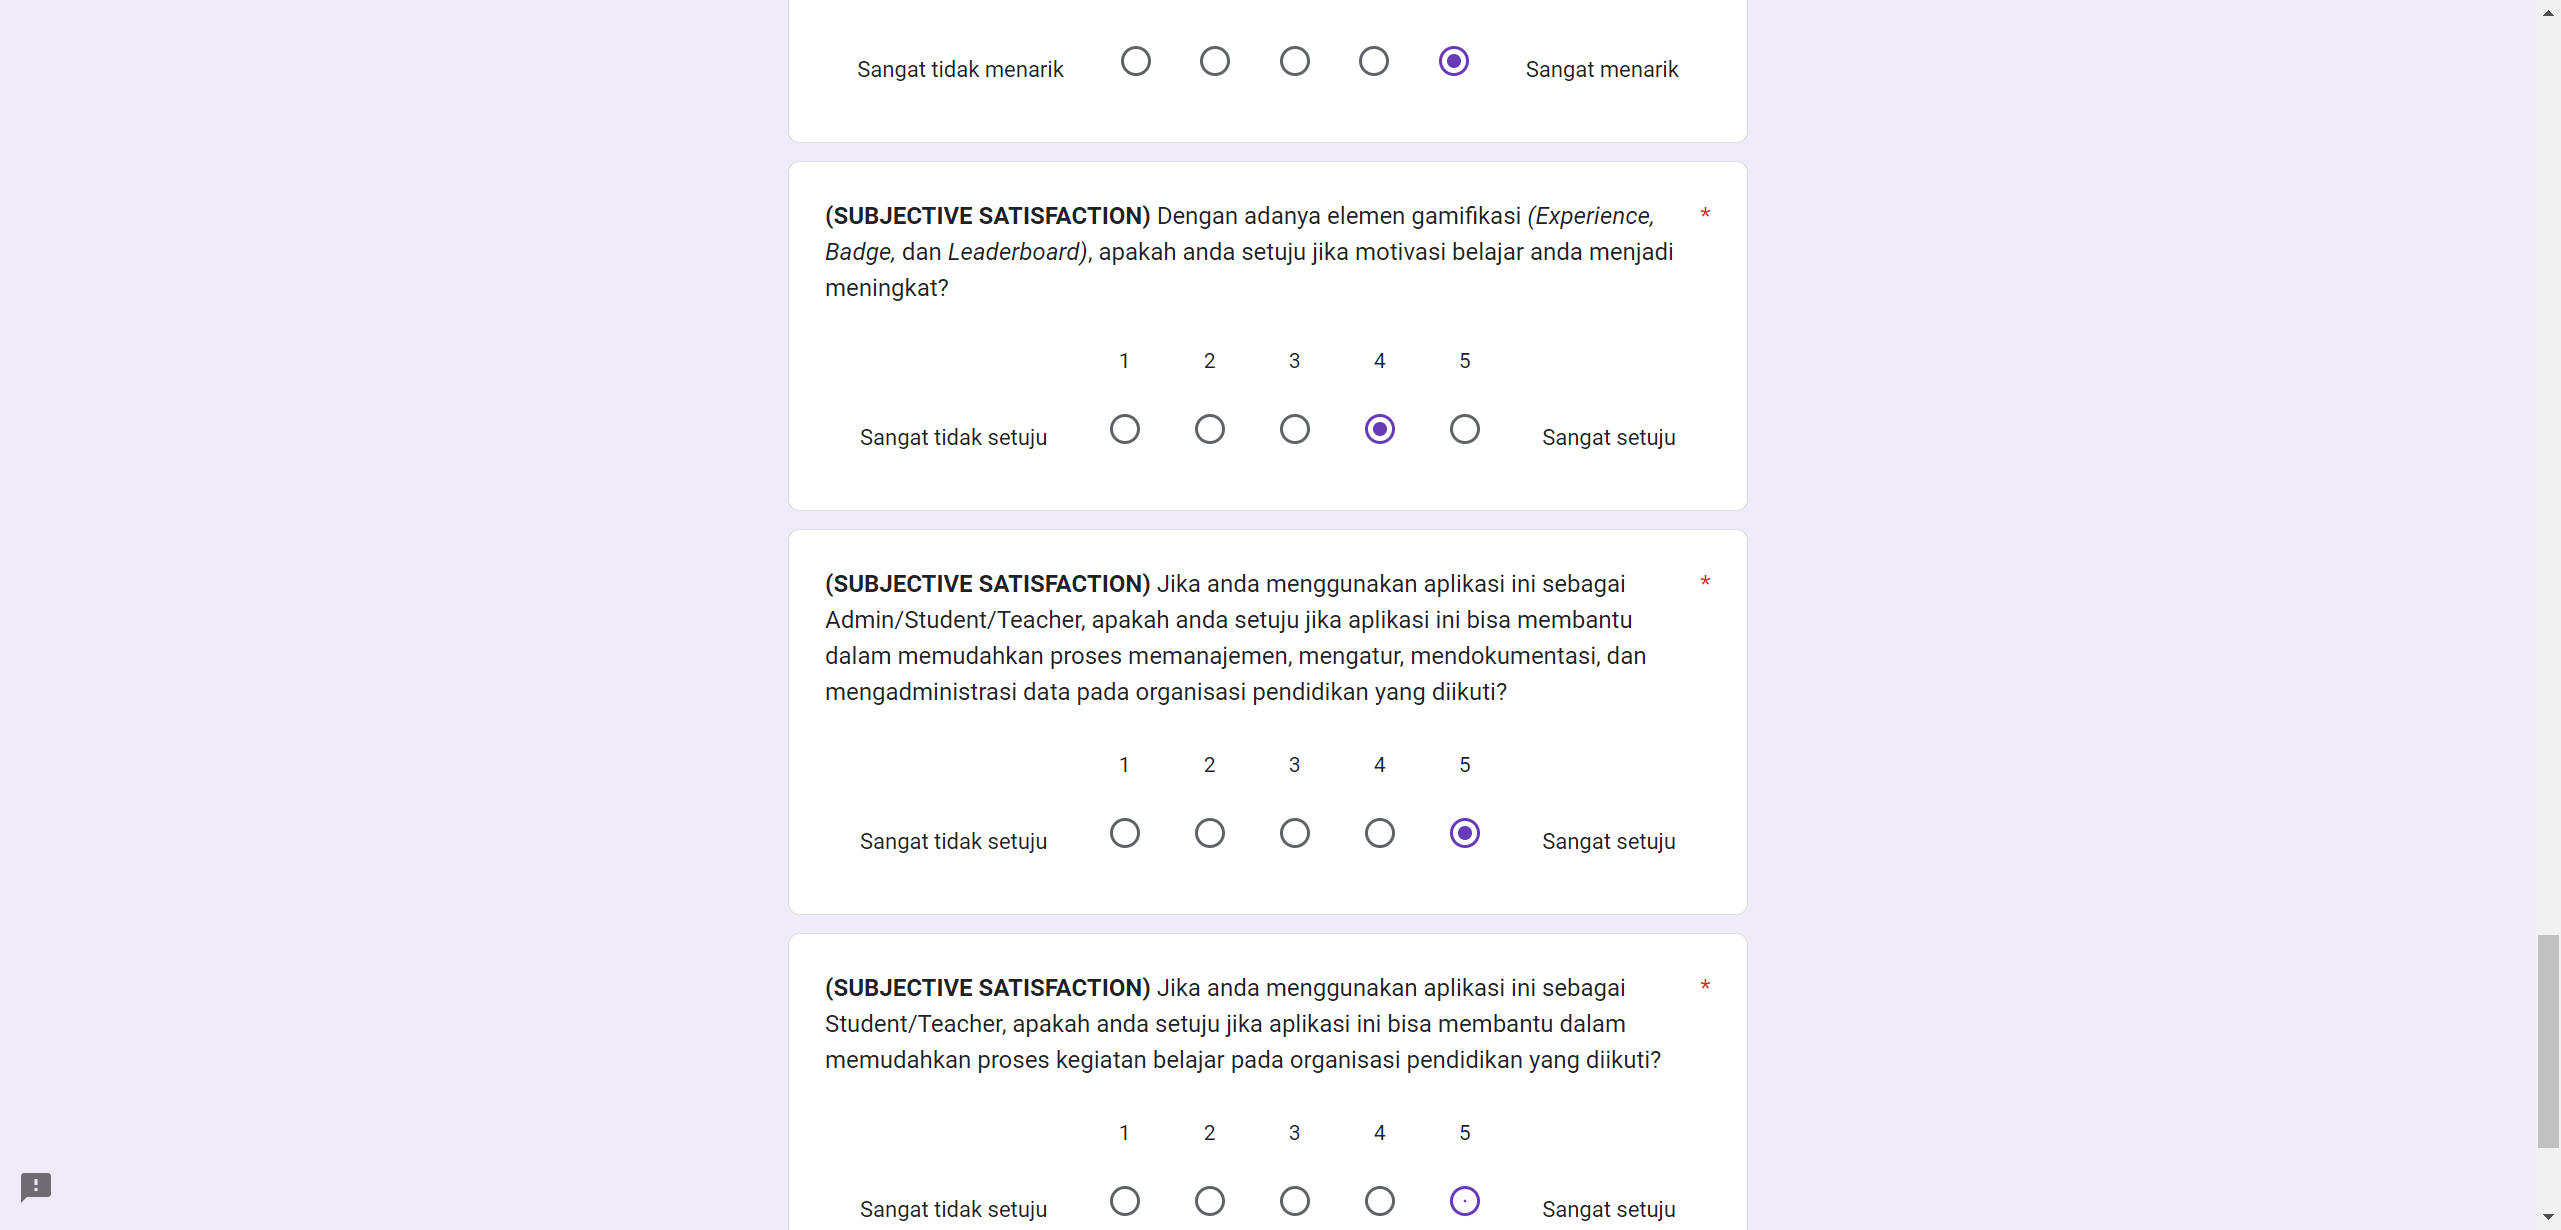 Sangat tidak menarik Sangat menarik
(SUBJECTIVE SATISFACTION) Dengan adanya elemen gamifikasi (Experience, *
Badge, dan Leaderboard), apakah anda setuju jika motivasi belajar anda menjadi
meningkat?
1 2 3 4 5
Sangat tidak setuju Sangat setuju
(SUBJECTIVE SATISFACTION) Jika anda menggunakan aplikasi ini sebagai *
Admin/Student/Teacher, apakah anda setuju jika aplikasi ini bisa membantu
dalam memudahkan proses memanajemen, mengatur, mendokumentasi, dan
mengadministrasi data pada organisasi pendidikan yang diikuti?
1 2 3 4 5
Sangat tidak setuju Sangat setuju
(SUBJECTIVE SATISFACTION) Jika anda menggunakan aplikasi ini sebagai *
Student/Teacher, apakah anda setuju jika aplikasi ini bisa membantu dalam
memudahkan proses kegiatan belajar pada organisasi pendidikan yang diikuti?
1 2 3 4 5
Sangat tidak setuju Sangat setuju